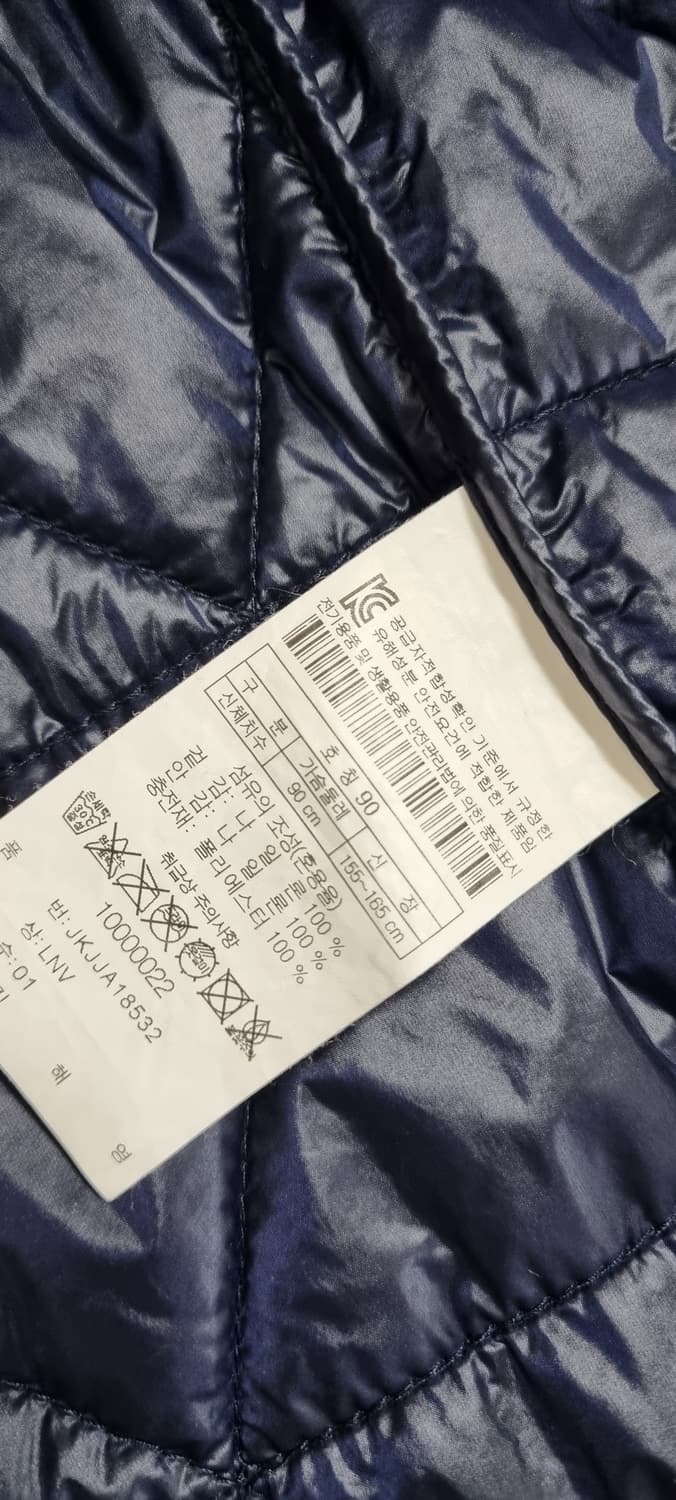 공급자적합성확인 기준에서 규정한
유해성분 안전요건에 적합한 제품임
전기용품 및 생활용품 안전관리법에 의한 품질표시
구 분 호 칭 90
신체치수 가슴둘레 신 장
90 cm 155~165 cm
섬유의 조성(혼용율)
겉 감: 나 일 론 100 %
안 감: 나 일 론 100 %
충전재: 폴리에스터 100 %
취급상 주의사항
손세탁
10000022
품 번: JKJJA18532
상: LNV
수: 01